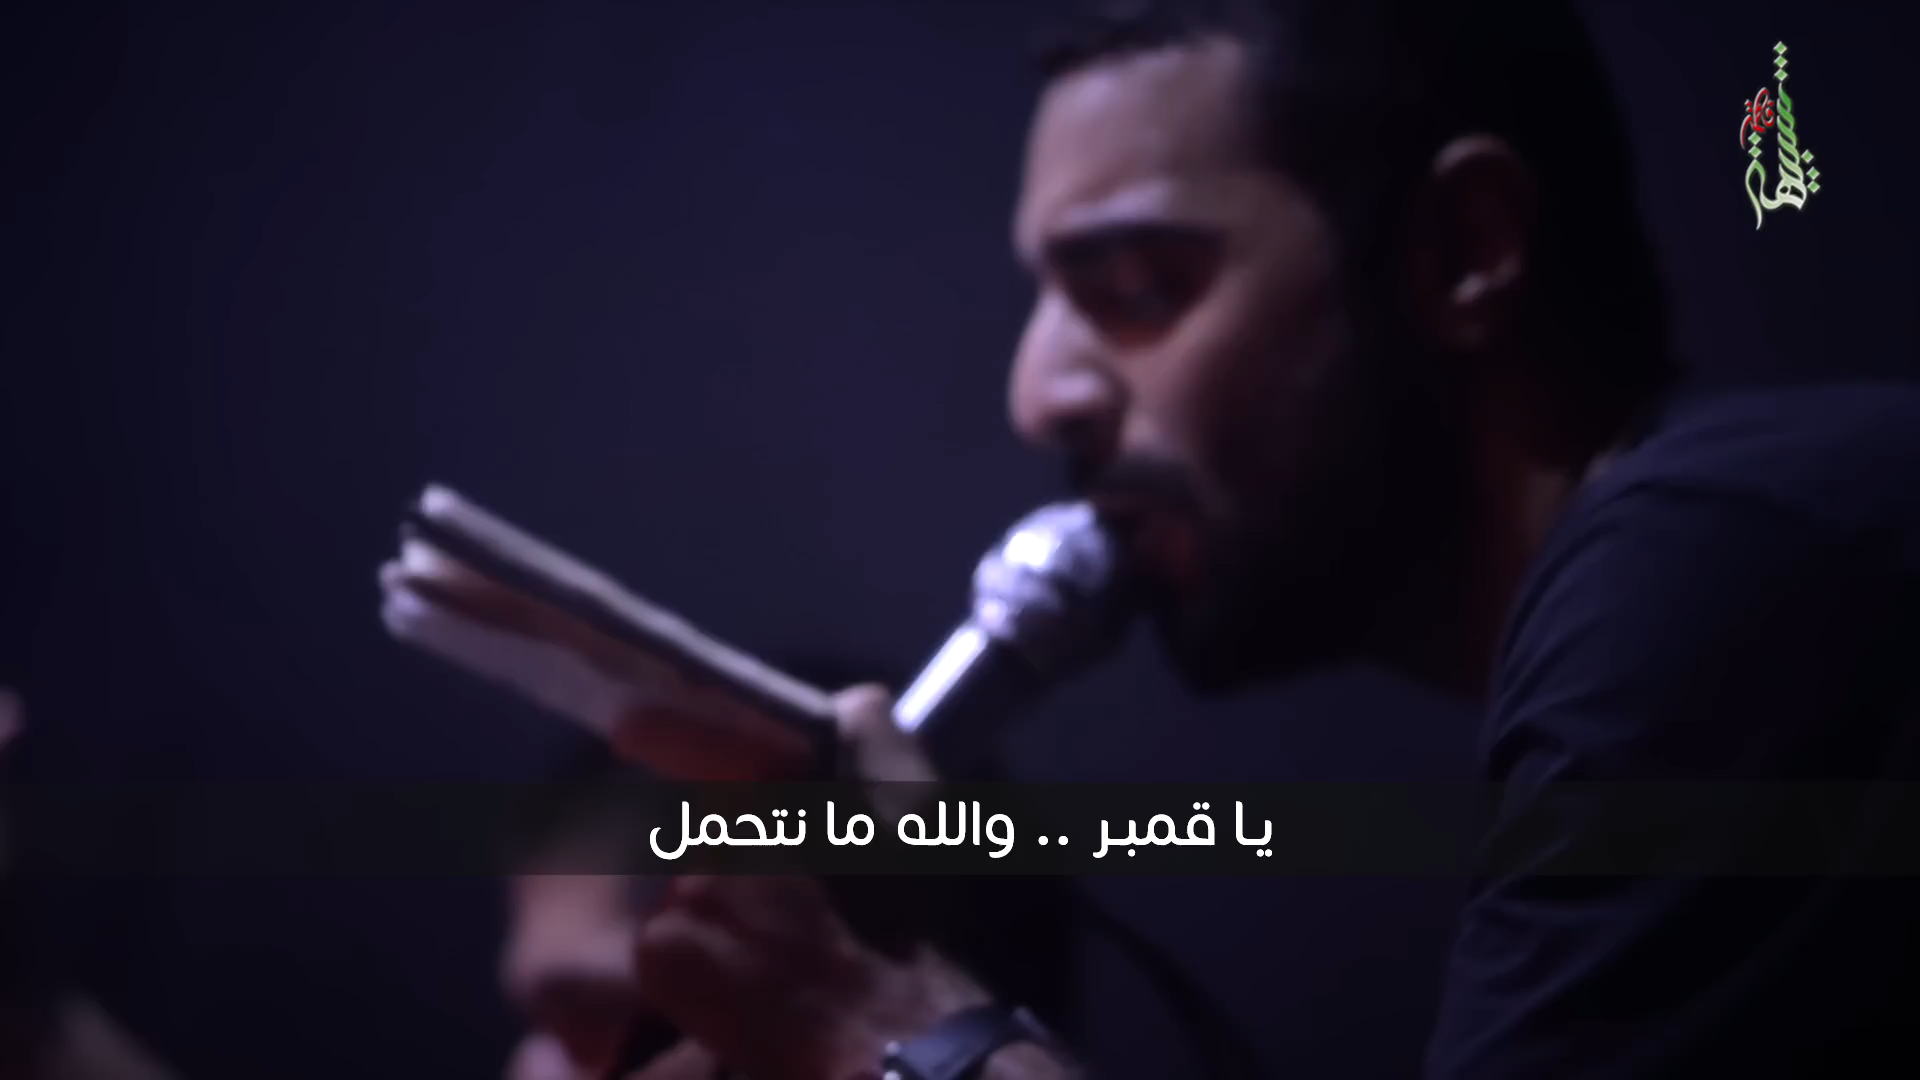 يا قمبر .. والله ما نتحمل